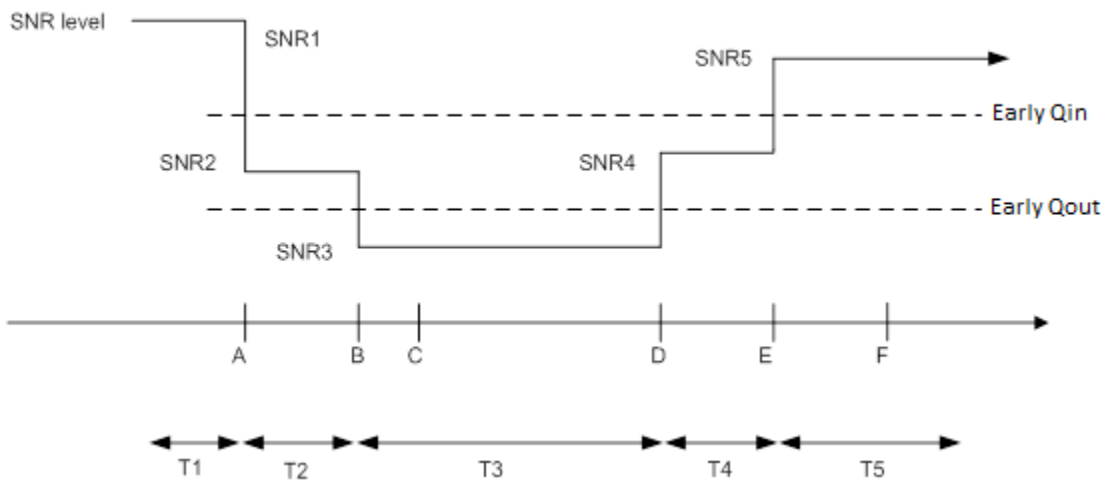 SNR level
SNR1
SNR5
Early Qin
SNR2
SNR4
Early Qout
SNR3
A B C D E F
T1 T2 T3 T4 T5